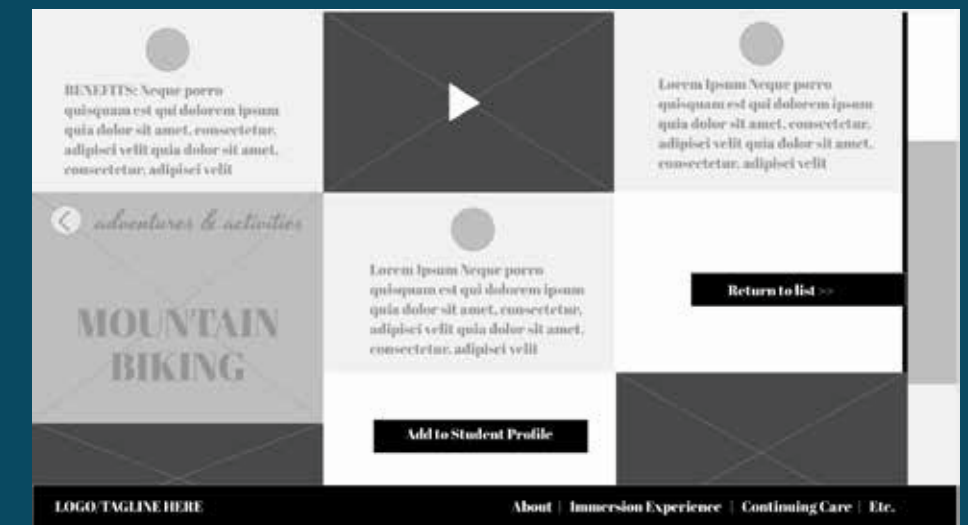 BENEFITS: Neque porro
quisquam est qui dolorem ipsum
quia dolor sit amet, consectetur,
adipisci velit quia dolor sit amet,
consectetur, adipisci velit
Lorem Ipsum Neque porro
quisquam est qui dolorem ipsum
quia dolor sit amet, consectetur,
adipisci velit quia dolor sit amet,
consectetur, adipisci velit
adventures & activities
MOUNTAIN
BIKING
Lorem Ipsum Neque porro
quisquam est qui dolorem ipsum
quia dolor sit amet, consectetur,
adipisci velit quia dolor sit amet,
consectetur, adipisci velit
Return to list >>
Add to Student Profile
LOGO/TAGLINE HERE
About | Immersion Experience | Continuing Care | Etc.